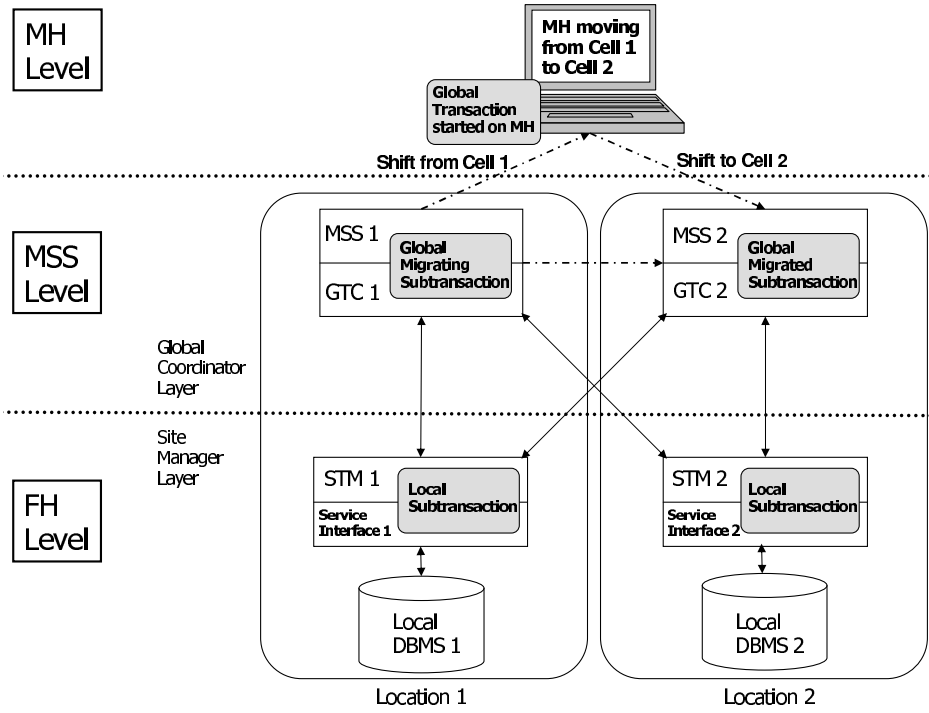 MH
Level
MH moving
from Cell 1
to Cell 2
Global
Transaction
started on MH
Shift from Cell 1
Shift to Cell 2
MSS
Level
MSS 1
GTC 1
Global
Migrating
Subtransaction
MSS 2
GTC 2
Global
Migrated
Subtransaction
Global
Coordinator
Layer
Site
Manager
Layer
FH
Level
STM 1
Service
Interface 1
Local
Subtransaction
STM 2
Service
Interface 2
Local
Subtransaction
Local
DBMS 1
Local
DBMS 2
Location 1
Location 2